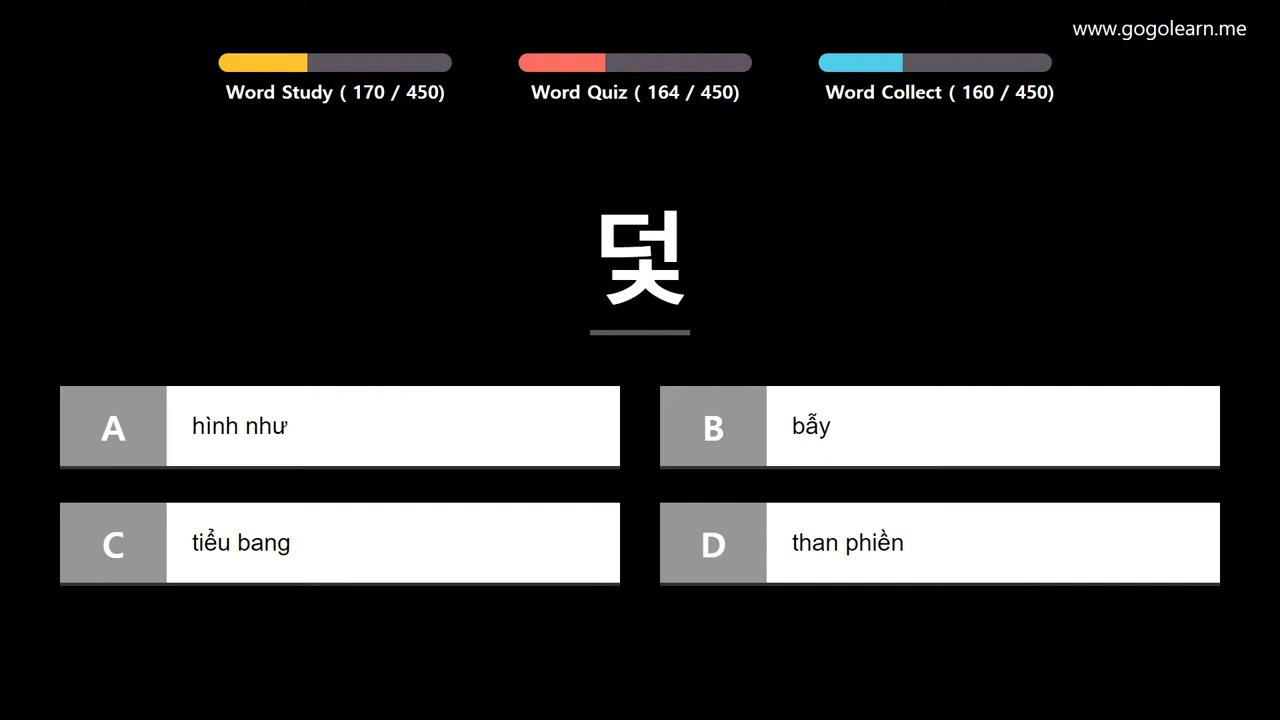 www.gogolearn.me
Word Study ( 170 / 450)
Word Quiz ( 164 / 450)
Word Collect ( 160 / 450)
덫
A hình như
B bẫy
C tiểu bang
D than phiền